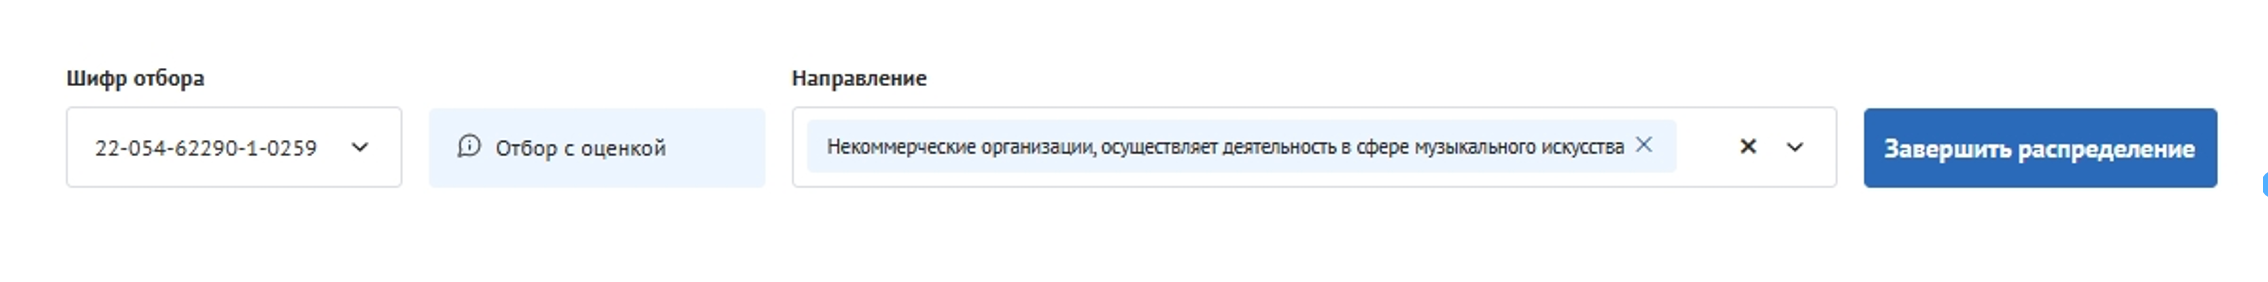 Шифр отбора
Направление
22-054-62290-1-0259
Отбор с оценкой
Некоммерческие организации, осуществляет деятельность в сфере музыкального искусства
Завершить распределение